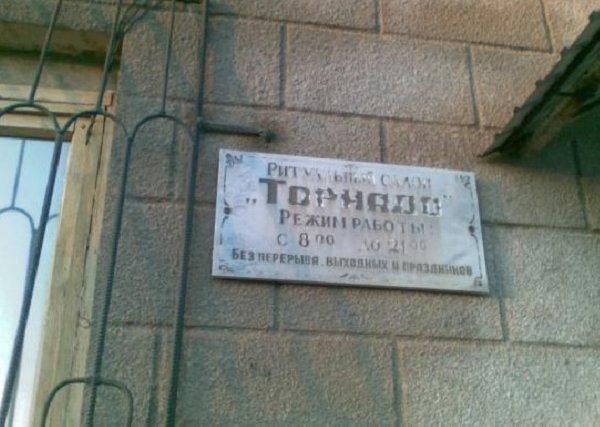 Ритуальный салон
„Торнадо"
Режим работы:
с 8 00 до 21 00
Без перерыва, выходных и праздников